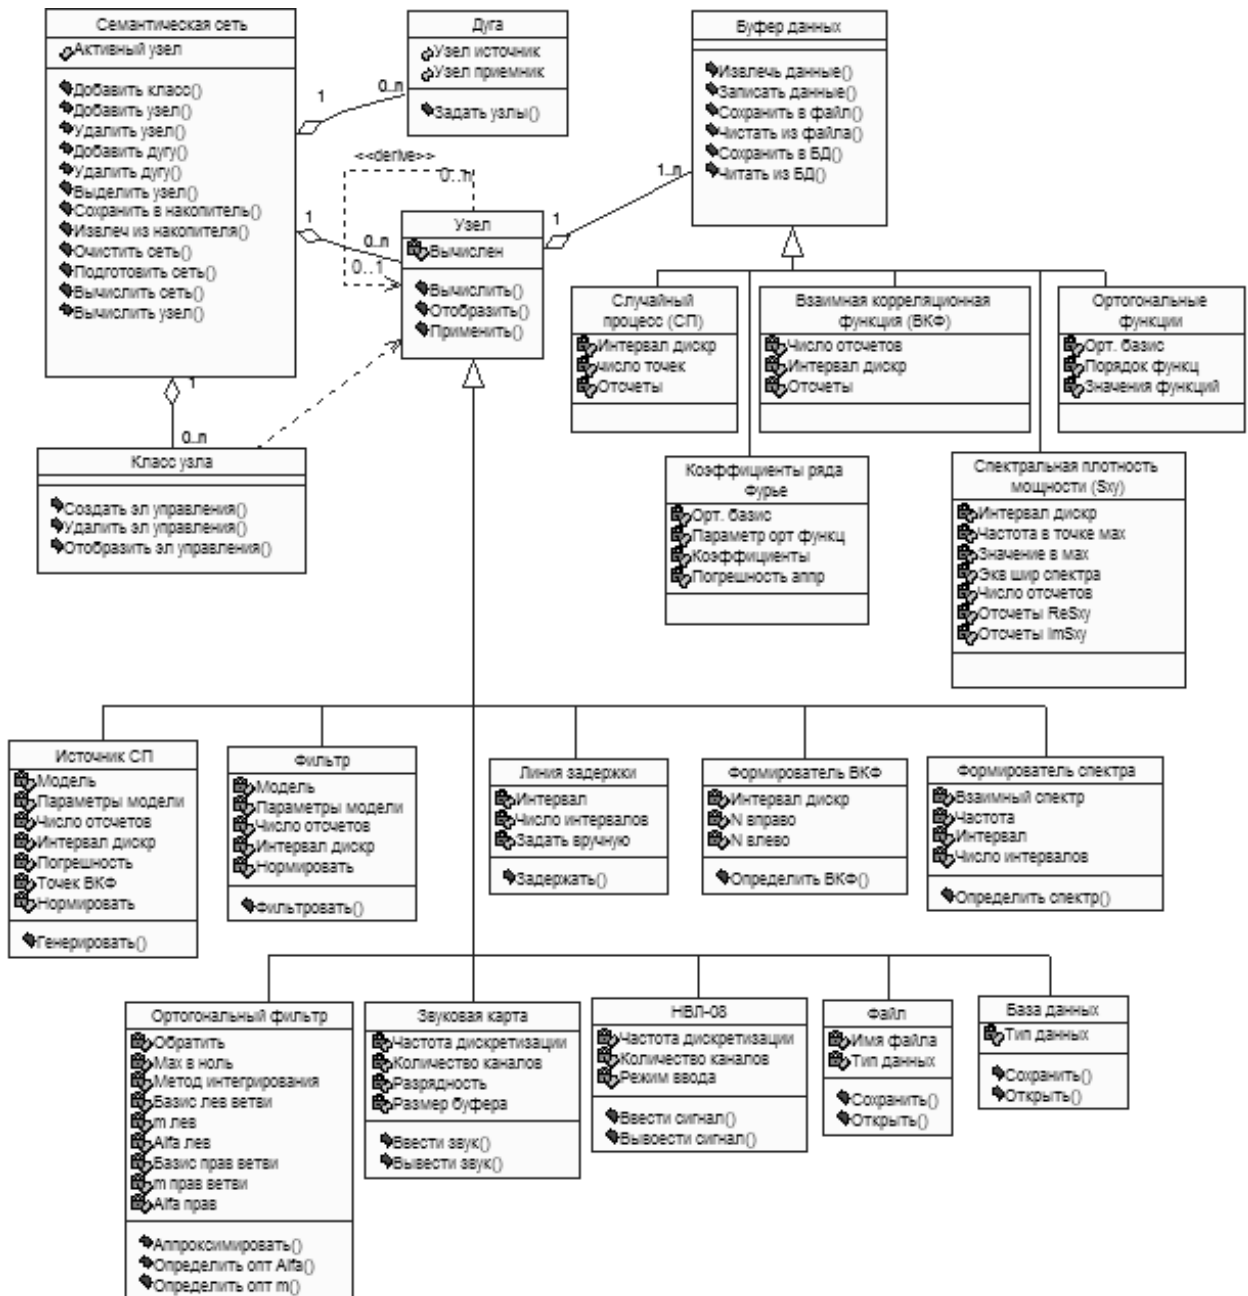 Семантическая сеть
Активный узел
Добавить класс()
Добавить узел()
Удалить узел()
Добавить дугу()
Удалить дугу()
Выделить узел()
Сохранить в накопитель()
Извлеч из накопителя()
Очистить сеть()
Подготовить сеть()
Вычислить сеть()
Вычислить узел()
1
0..n
Дуга
Узел источник
Узел приемник
Задать узлы()
Буфер данных
Извлечь данные()
Записать данные()
Сохранить в файл()
Чистать из файла()
Сохранить в БД()
Читать из БД()
<<derive>>
0..n
0..1
1
0..n
Узел
Вычислен
Вычислить()
Отобразить()
Применить()
1
1..n
1
0..n
Класс узла
Создать эл управления()
Удалить эл управления()
Отобразить эл управления()
Случайный
процесс (СП)
Интервал дискр
число точек
Отсчеты
Взаимная корреляционная
функция (ВКФ)
Число отсчетов
Интервал дискр
Отсчеты
Ортогональные
функции
Орт. базис
Порядок функц
Значения функций
Коэффициенты ряда
Фурье
Орт. базис
Параметр орт функц
Коэффициенты
Погрешность аппр
Спектральная плотность
мощности (Sxy)
Интервал дискр
Частота в точке мах
Значение в мах
Экв шир спектра
Число отсчетов
Отсчеты ReSxy
Отсчеты ImSxy
Источник СП
Модель
Параметры модели
Число отсчетов
Интервал дискр
Погрешность
Точек ВКФ
Нормировать
Генерировать()
Фильтр
Модель
Параметры модели
Число отсчетов
Интервал дискр
Нормировать
Фильтровать()
Линия задержки
Интервал
Число интервалов
Задать вручную
Задержать()
Формирователь ВКФ
Интервал дискр
N вправо
N влево
Определить ВКФ()
Формирователь спектра
Взаимный спектр
Частота
Интервал
Число интервалов
Определить спектр()
Ортогональный фильтр
Обратить
Мах в ноль
Метод интегрирования
Базис лев ветви
m лев
Alfa лев
Базис прав ветви
m прав ветви
Alfa прав
Аппроксимировать()
Определить опт Alfa()
Определить опт m()
Звуковая карта
Частота дискретизации
Количество каналов
Разрядность
Размер буфера
Ввести звук()
Вывести звук()
НВЛ-08
Частота дискретизации
Количество каналов
Режим ввода
Ввести сигнал()
Вывоести сигнал()
Файл
Имя файла
Тип данных
Сохранить()
Открыть()
База данных
Тип данных
Сохранить()
Открыть()